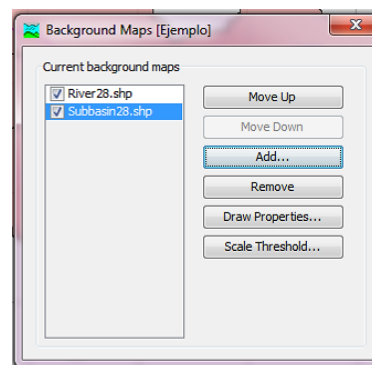 Background Maps [Ejemplo]
Current background maps
River28.shp
Subbasin28.shp
Move Up
Move Down
Add...
Remove
Draw Properties...
Scale Threshold...